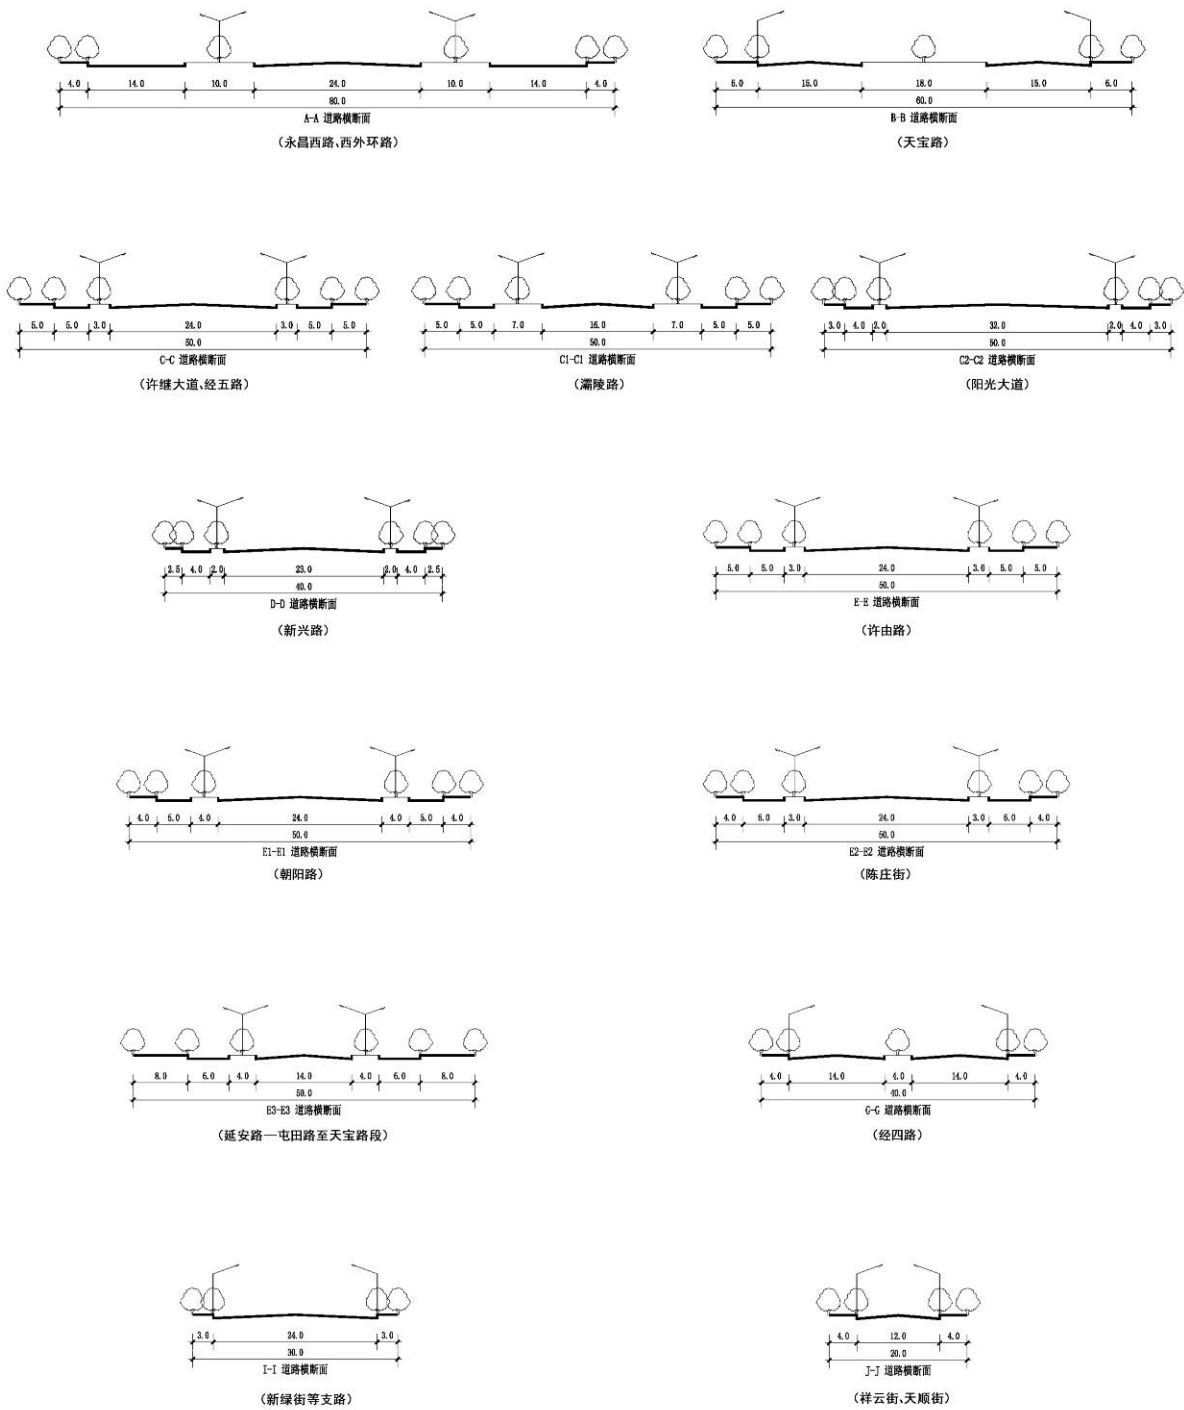 4.0 14.0 10.0 24.0 10.0 14.0 4.0
80.0
A-A 道路横断面
(永昌西路、西外环路)
6.0 15.0 18.0 15.0 6.0
60.0
B-B 道路横断面
(天宝路)
5.0 5.0 3.0 24.0 3.0 5.0 5.0
50.0
C-C 道路横断面
(许继大道、经五路)
5.0 5.0 7.0 16.0 7.0 5.0 5.0
50.0
C1-C1 道路横断面
(灞陵路)
3.0 4.0 2.0 32.0 2.0 4.0 3.0
50.0
C2-C2 道路横断面
(阳光大道)
2.5 4.0 2.0 23.0 2.0 4.0 2.5
40.0
D-D 道路横断面
(新兴路)
5.0 5.0 3.0 24.0 3.0 5.0 5.0
50.0
E-E 道路横断面
(许由路)
4.0 5.0 4.0 24.0 4.0 5.0 4.0
50.0
E1-E1 道路横断面
(朝阳路)
4.0 6.0 3.0 24.0 3.0 6.0 4.0
50.0
E2-E2 道路横断面
(陈庄街)
8.0 6.0 4.0 14.0 4.0 6.0 8.0
50.0
E3-E3 道路横断面
(延安路—屯田路至天宝路段)
4.0 14.0 4.0 14.0 4.0
40.0
G-G 道路横断面
(经四路)
3.0 24.0 3.0
30.0
I-I 道路横断面
(新绿街等支路)
4.0 12.0 4.0
20.0
J-J 道路横断面
(祥云街、天顺街)